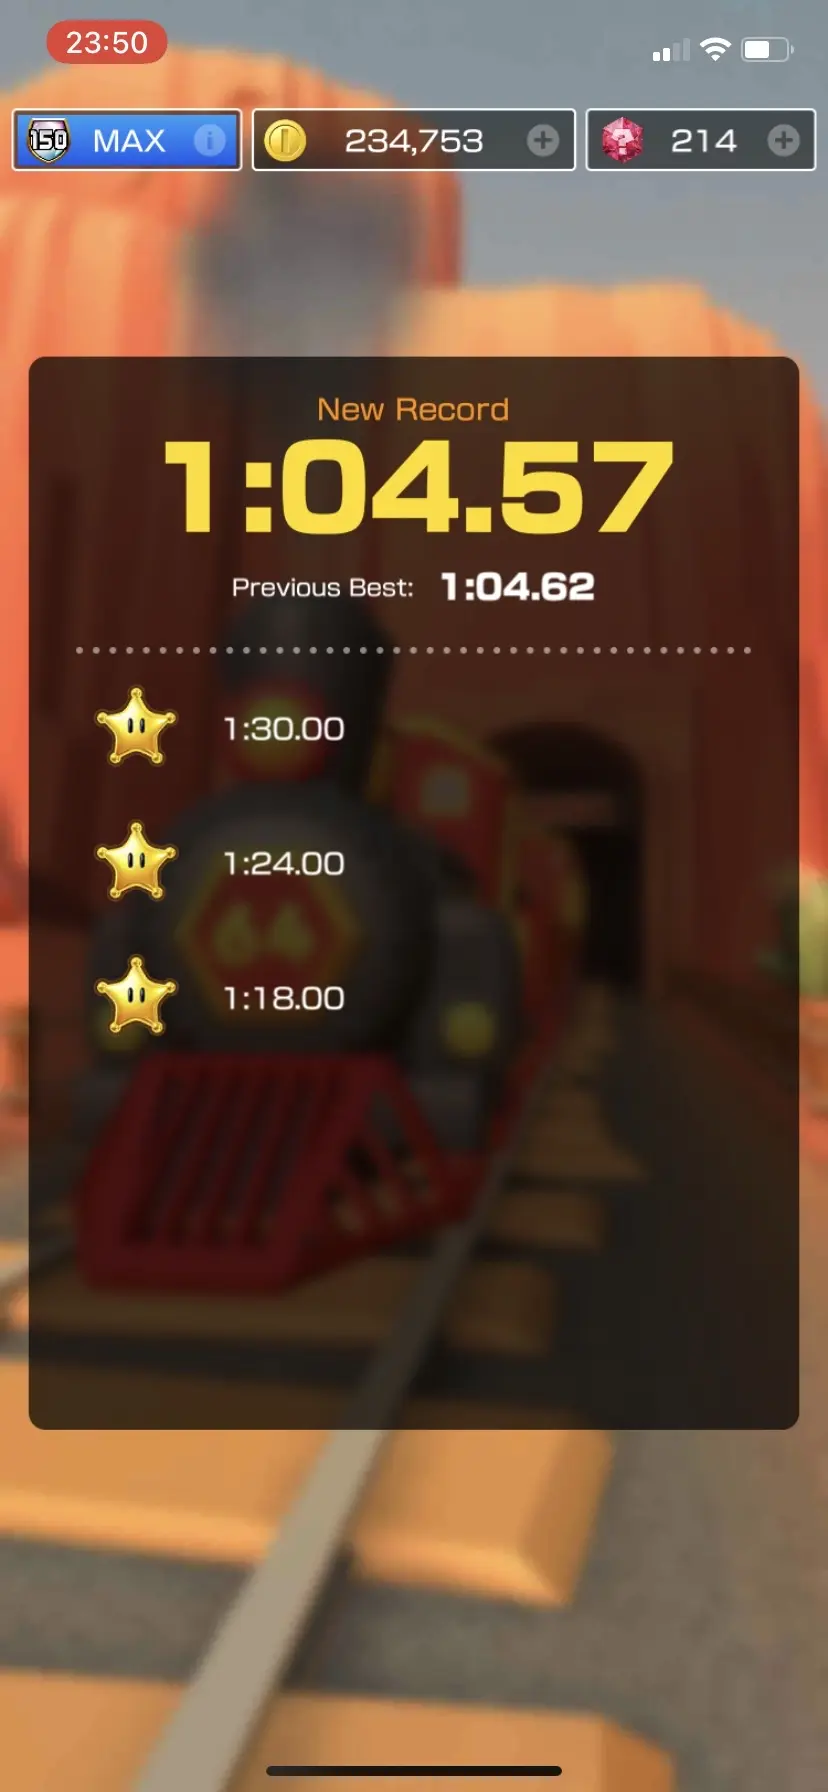 23:50
150 MAX i 234,753 + 214 +
New Record
1:04.57
Previous Best: 1:04.62
1:30.00
1:24.00
1:18.00
64